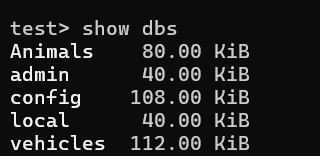 test> show dbs
Animals    80.00 KiB
admin      40.00 KiB
config    108.00 KiB
local      40.00 KiB
vehicles  112.00 KiB